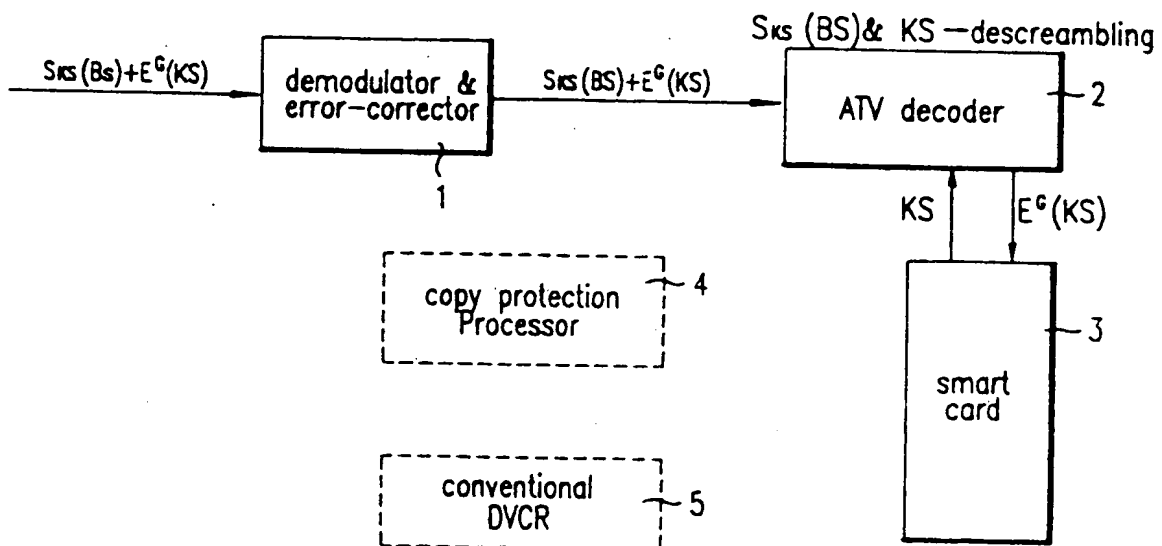 SKS (BS)& KS —descreambling
SKS(BS)+E^G(KS)
demodulator &
error-corrector
1
SKS(BS)+E^G(KS)
ATV decoder
2
KS
E^G(KS)
copy protection
Processor
4
smart
card
3
conventional
DVCR
5